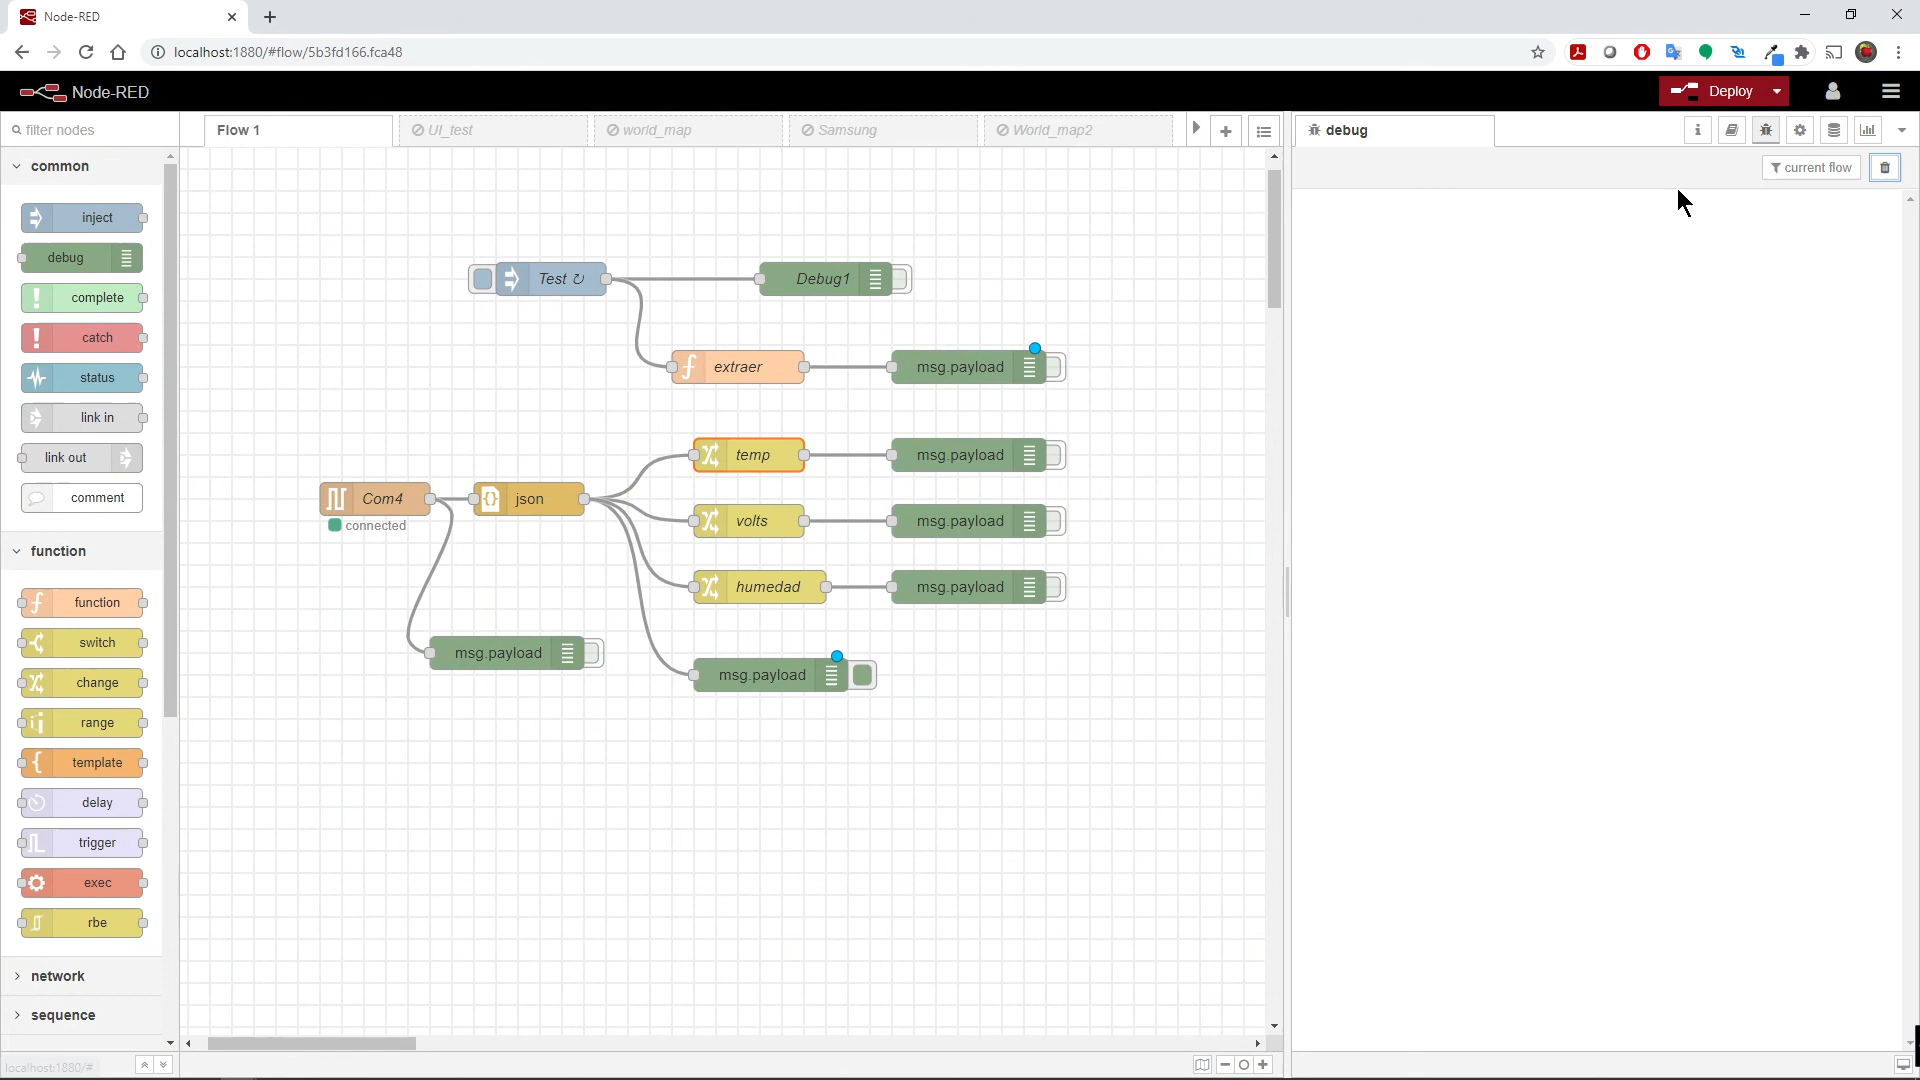 Node-RED
localhost:1880/#flow/5b3fd166.fca48
Node-RED
Deploy
filter nodes
Flow 1
UI_test
world_map
Samsung
World_map2
debug
i
common
current flow
inject
debug
complete
catch
status
link in
link out
comment
function
function
switch
change
range
template
delay
trigger
exec
rbe
network
sequence
Test ↻
Debug1
extraer
msg.payload
temp
msg.payload
Com4
json
connected
volts
msg.payload
humedad
msg.payload
msg.payload
msg.payload
localhost:1880/#